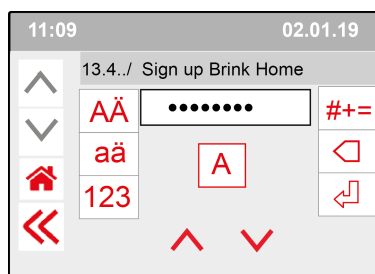 11:09 02.01.19
13.4../ Sign up Brink Home
AÄ •••••••• #+=
aä A
123